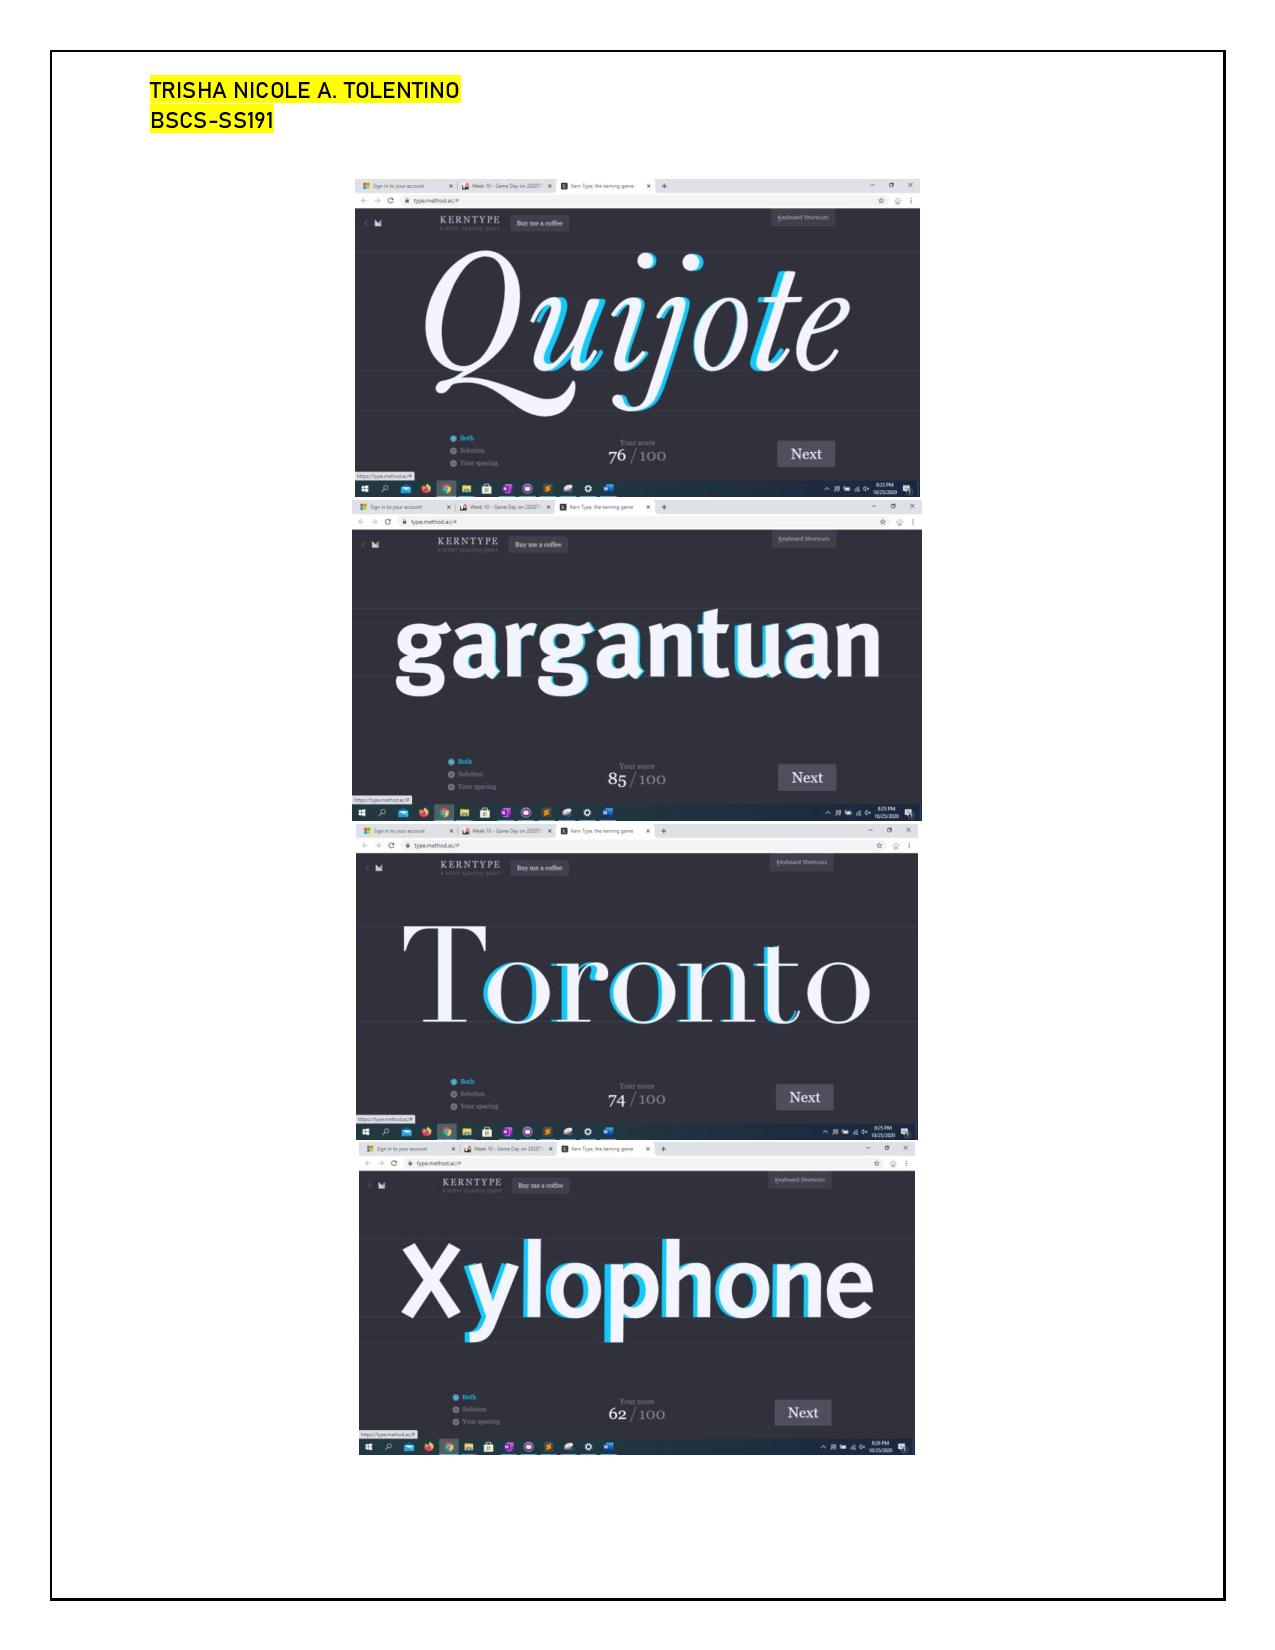 TRISHA NICOLE A. TOLENTINO
BSCS-SS191
Sign in to your account
Week 10 - Game Day on 2020T1
Kern Type, the kerning game
type.method.ac/#
KERNTYPE
a letter spacing game
Buy me a coffee
Keyboard Shortcuts
Quijote
Both
Solution
Your spacing
Your score
76 / 100
Next
https://type.method.ac/#
8:25 PM
10/25/2020
Sign in to your account
Week 10 - Game Day on 2020T1
Kern Type, the kerning game
type.method.ac/#
KERNTYPE
a letter spacing game
Buy me a coffee
Keyboard Shortcuts
gargantuan
Both
Solution
Your spacing
Your score
85 / 100
Next
https://type.method.ac/#
8:25 PM
10/25/2020
Sign in to your account
Week 10 - Game Day on 2020T1
Kern Type, the kerning game
type.method.ac/#
KERNTYPE
a letter spacing game
Buy me a coffee
Keyboard Shortcuts
Toronto
Both
Solution
Your spacing
Your score
74 / 100
Next
https://type.method.ac/#
8:25 PM
10/25/2020
Sign in to your account
Week 10 - Game Day on 2020T1
Kern Type, the kerning game
type.method.ac/#
KERNTYPE
a letter spacing game
Buy me a coffee
Keyboard Shortcuts
Xylophone
Both
Solution
Your spacing
Your score
62 / 100
Next
https://type.method.ac/#
8:26 PM
10/25/2020